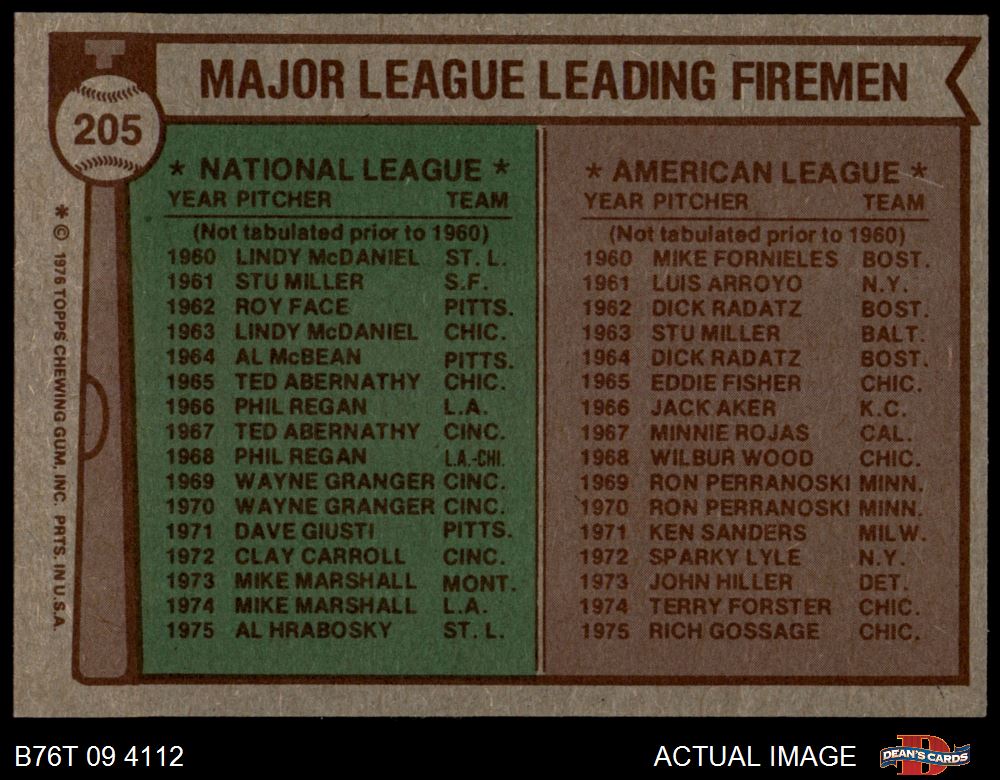 MAJOR LEAGUE LEADING FIREMEN
205
* NATIONAL LEAGUE *
YEAR PITCHER TEAM
(Not tabulated prior to 1960)
1960 LINDY McDANIEL ST. L.
1961 STU MILLER S.F.
1962 ROY FACE PITTS.
1963 LINDY McDANIEL CHIC.
1964 AL McBEAN PITTS.
1965 TED ABERNATHY CHIC.
1966 PHIL REGAN L.A.
1967 TED ABERNATHY CINC.
1968 PHIL REGAN L.A.-CHI.
1969 WAYNE GRANGER CINC.
1970 WAYNE GRANGER CINC.
1971 DAVE GIUSTI PITTS.
1972 CLAY CARROLL CINC.
1973 MIKE MARSHALL MONT.
1974 MIKE MARSHALL L.A.
1975 AL HRABOSKY ST. L.
* AMERICAN LEAGUE *
YEAR PITCHER TEAM
(Not tabulated prior to 1960)
1960 MIKE FORNIELES BOST.
1961 LUIS ARROYO N.Y.
1962 DICK RADATZ BOST.
1963 STU MILLER BALT.
1964 DICK RADATZ BOST.
1965 EDDIE FISHER CHIC.
1966 JACK AKER K.C.
1967 MINNIE ROJAS CAL.
1968 WILBUR WOOD CHIC.
1969 RON PERRANOSKI MINN.
1970 RON PERRANOSKI MINN.
1971 KEN SANDERS MILW.
1972 SPARKY LYLE N.Y.
1973 JOHN HILLER DET.
1974 TERRY FORSTER CHIC.
1975 RICH GOSSAGE CHIC.
* © 1976 TOPPS CHEWING GUM, INC. PRTS. IN U.S.A.
B76T 09 4112
ACTUAL IMAGE
DEAN'S CARDS